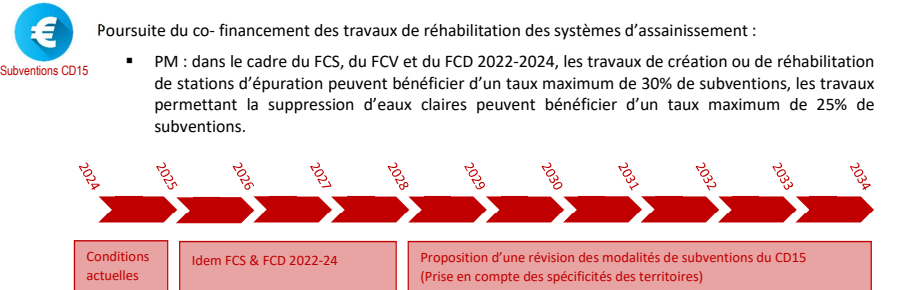 Poursuite du co- financement des travaux de réhabilitation des systèmes d'assainissement :
€
Subventions CD15
▪ PM : dans le cadre du FCS, du FCV et du FCD 2022-2024, les travaux de création ou de réhabilitation
de stations d'épuration peuvent bénéficier d'un taux maximum de 30% de subventions, les travaux
permettant la suppression d'eaux claires peuvent bénéficier d'un taux maximum de 25% de
subventions.
2024 2025 2026 2027 2028 2029 2030 2031 2032 2033 2034
Conditions
actuelles
Idem FCS & FCD 2022-24
Proposition d'une révision des modalités de subventions du CD15
(Prise en compte des spécificités des territoires)